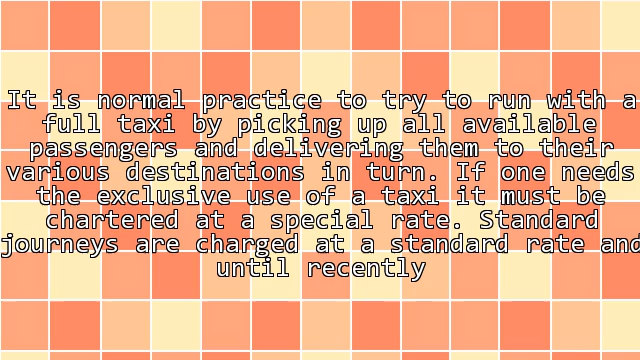 It is normal practice to try to run with a
full taxi by picking up all available
passengers and delivering them to their
various destinations in turn. If one needs
the exclusive use of a taxi it must be
chartered at a special rate. Standard
journeys are charged at a standard rate and
until recently